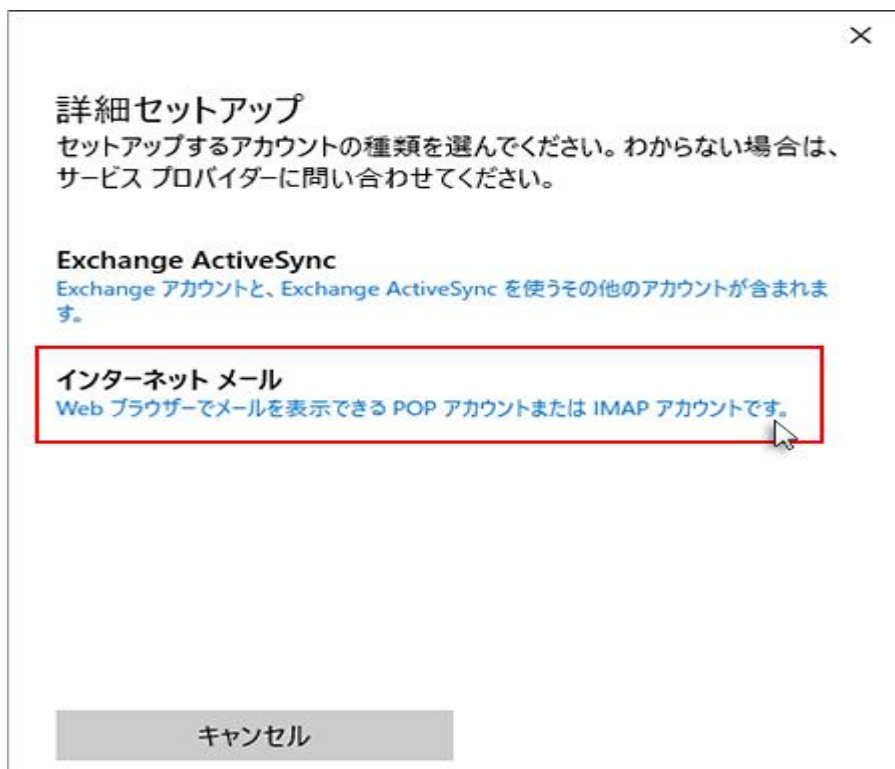 詳細セットアップ
セットアップするアカウントの種類を選んでください。わからない場合は、
サービス プロバイダーに問い合わせてください。
Exchange ActiveSync
Exchange アカウントと、Exchange ActiveSync を使うその他のアカウントが含まれま
す。
インターネット メール
Web ブラウザーでメールを表示できる POP アカウントまたは IMAP アカウントです。
キャンセル